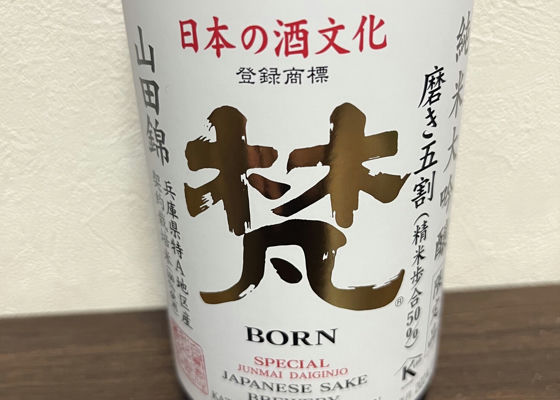 日本の酒文化
登録商標
梵
BORN
SPECIAL
JUNMAI DAIGINJO
JAPANESE SAKE
BREWERY
純米大吟醸
磨き五割(精米歩合50%)
山田錦
兵庫県特A地区産
K